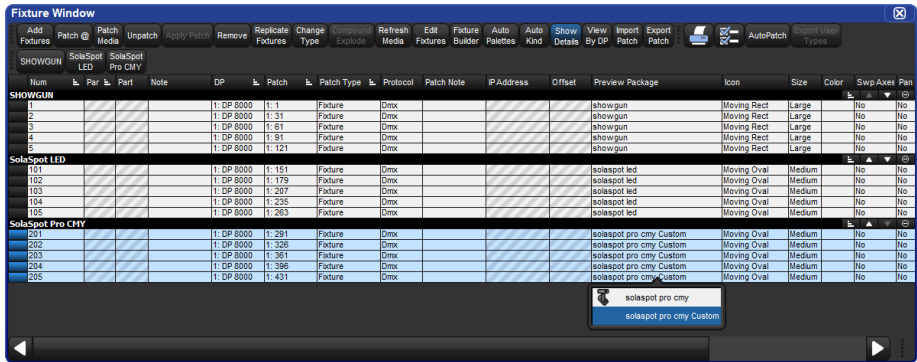 Fixture Window
Add Fixtures Patch @ Patch Media Unpatch Apply Patch Remove Replicate Fixtures Change Type Compound Explode Refresh Media Edit Fixtures Fixture Builder Auto Palettes Auto Kind Show Details View By DP Import Patch Export Patch AutoPatch Export User Types
SHOWGUN SolaSpot LED SolaSpot Pro CMY
Num Par Part Note DP Patch Patch Type Protocol Patch Note IP Address Offset Preview Package Icon Size Color Swp Axes Pan
SHOWGUN
1 1: DP 8000 1: 1 Fixture Dmx showgun Moving Rect Large No No
2 1: DP 8000 1: 31 Fixture Dmx showgun Moving Rect Large No No
3 1: DP 8000 1: 61 Fixture Dmx showgun Moving Rect Large No No
4 1: DP 8000 1: 91 Fixture Dmx showgun Moving Rect Large No No
5 1: DP 8000 1: 121 Fixture Dmx showgun Moving Rect Large No No
SolaSpot LED
101 1: DP 8000 1: 151 Fixture Dmx solaspot led Moving Oval Medium No No
102 1: DP 8000 1: 179 Fixture Dmx solaspot led Moving Oval Medium No No
103 1: DP 8000 1: 207 Fixture Dmx solaspot led Moving Oval Medium No No
104 1: DP 8000 1: 235 Fixture Dmx solaspot led Moving Oval Medium No No
105 1: DP 8000 1: 263 Fixture Dmx solaspot led Moving Oval Medium No No
SolaSpot Pro CMY
201 1: DP 8000 1: 291 Fixture Dmx solaspot pro cmy Custom Moving Oval Medium No No
202 1: DP 8000 1: 326 Fixture Dmx solaspot pro cmy Custom Moving Oval Medium No No
203 1: DP 8000 1: 361 Fixture Dmx solaspot pro cmy Custom Moving Oval Medium No No
204 1: DP 8000 1: 396 Fixture Dmx solaspot pro cmy Custom Moving Oval Medium No No
205 1: DP 8000 1: 431 Fixture Dmx solaspot pro cmy Custom Moving Oval Medium No No
solaspot pro cmy
solaspot pro cmy Custom